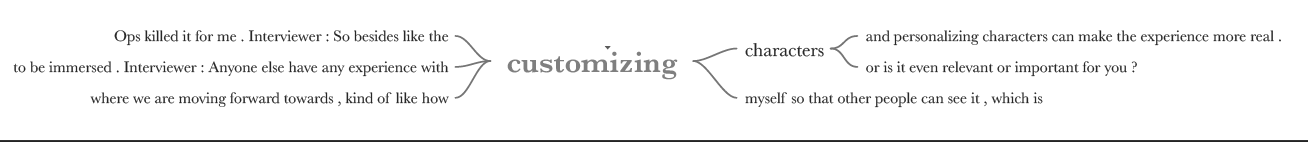 Ops killed it for me . Interviewer : So besides like the
to be immersed . Interviewer : Anyone else have any experience with
where we are moving forward towards , kind of like how
customizing
characters
and personalizing characters can make the experience more real .
or is it even relevant or important for you ?
myself so that other people can see it , which is